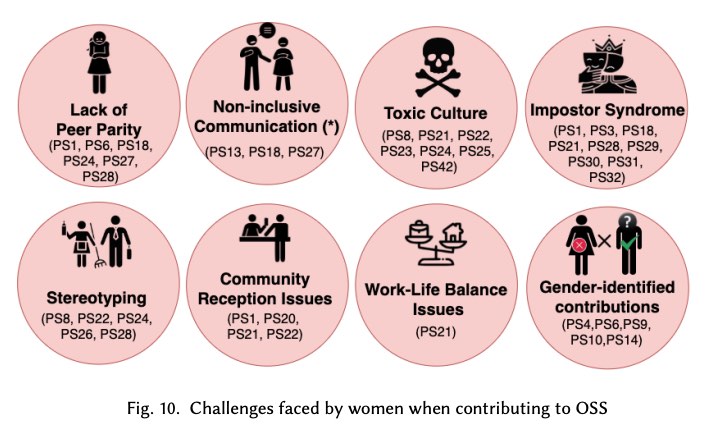 Lack of
Peer Parity
(PS1, PS6, PS18,
PS24, PS27,
PS28)
Non-inclusive
Communication (*)
(PS13, PS18, PS27)
Toxic Culture
(PS8, PS21, PS22,
PS23, PS24, PS25,
PS42)
Impostor Syndrome
(PS1, PS3, PS18,
PS21, PS28, PS29,
PS30, PS31,
PS32)
Stereotyping
(PS8, PS22, PS24,
PS26, PS28)
Community
Reception Issues
(PS1, PS20,
PS21, PS22)
Work-Life Balance
Issues
(PS21)
?
Gender-identified
contributions
(PS4,PS6,PS9,
PS10,PS14)
Fig. 10. Challenges faced by women when contributing to OSS